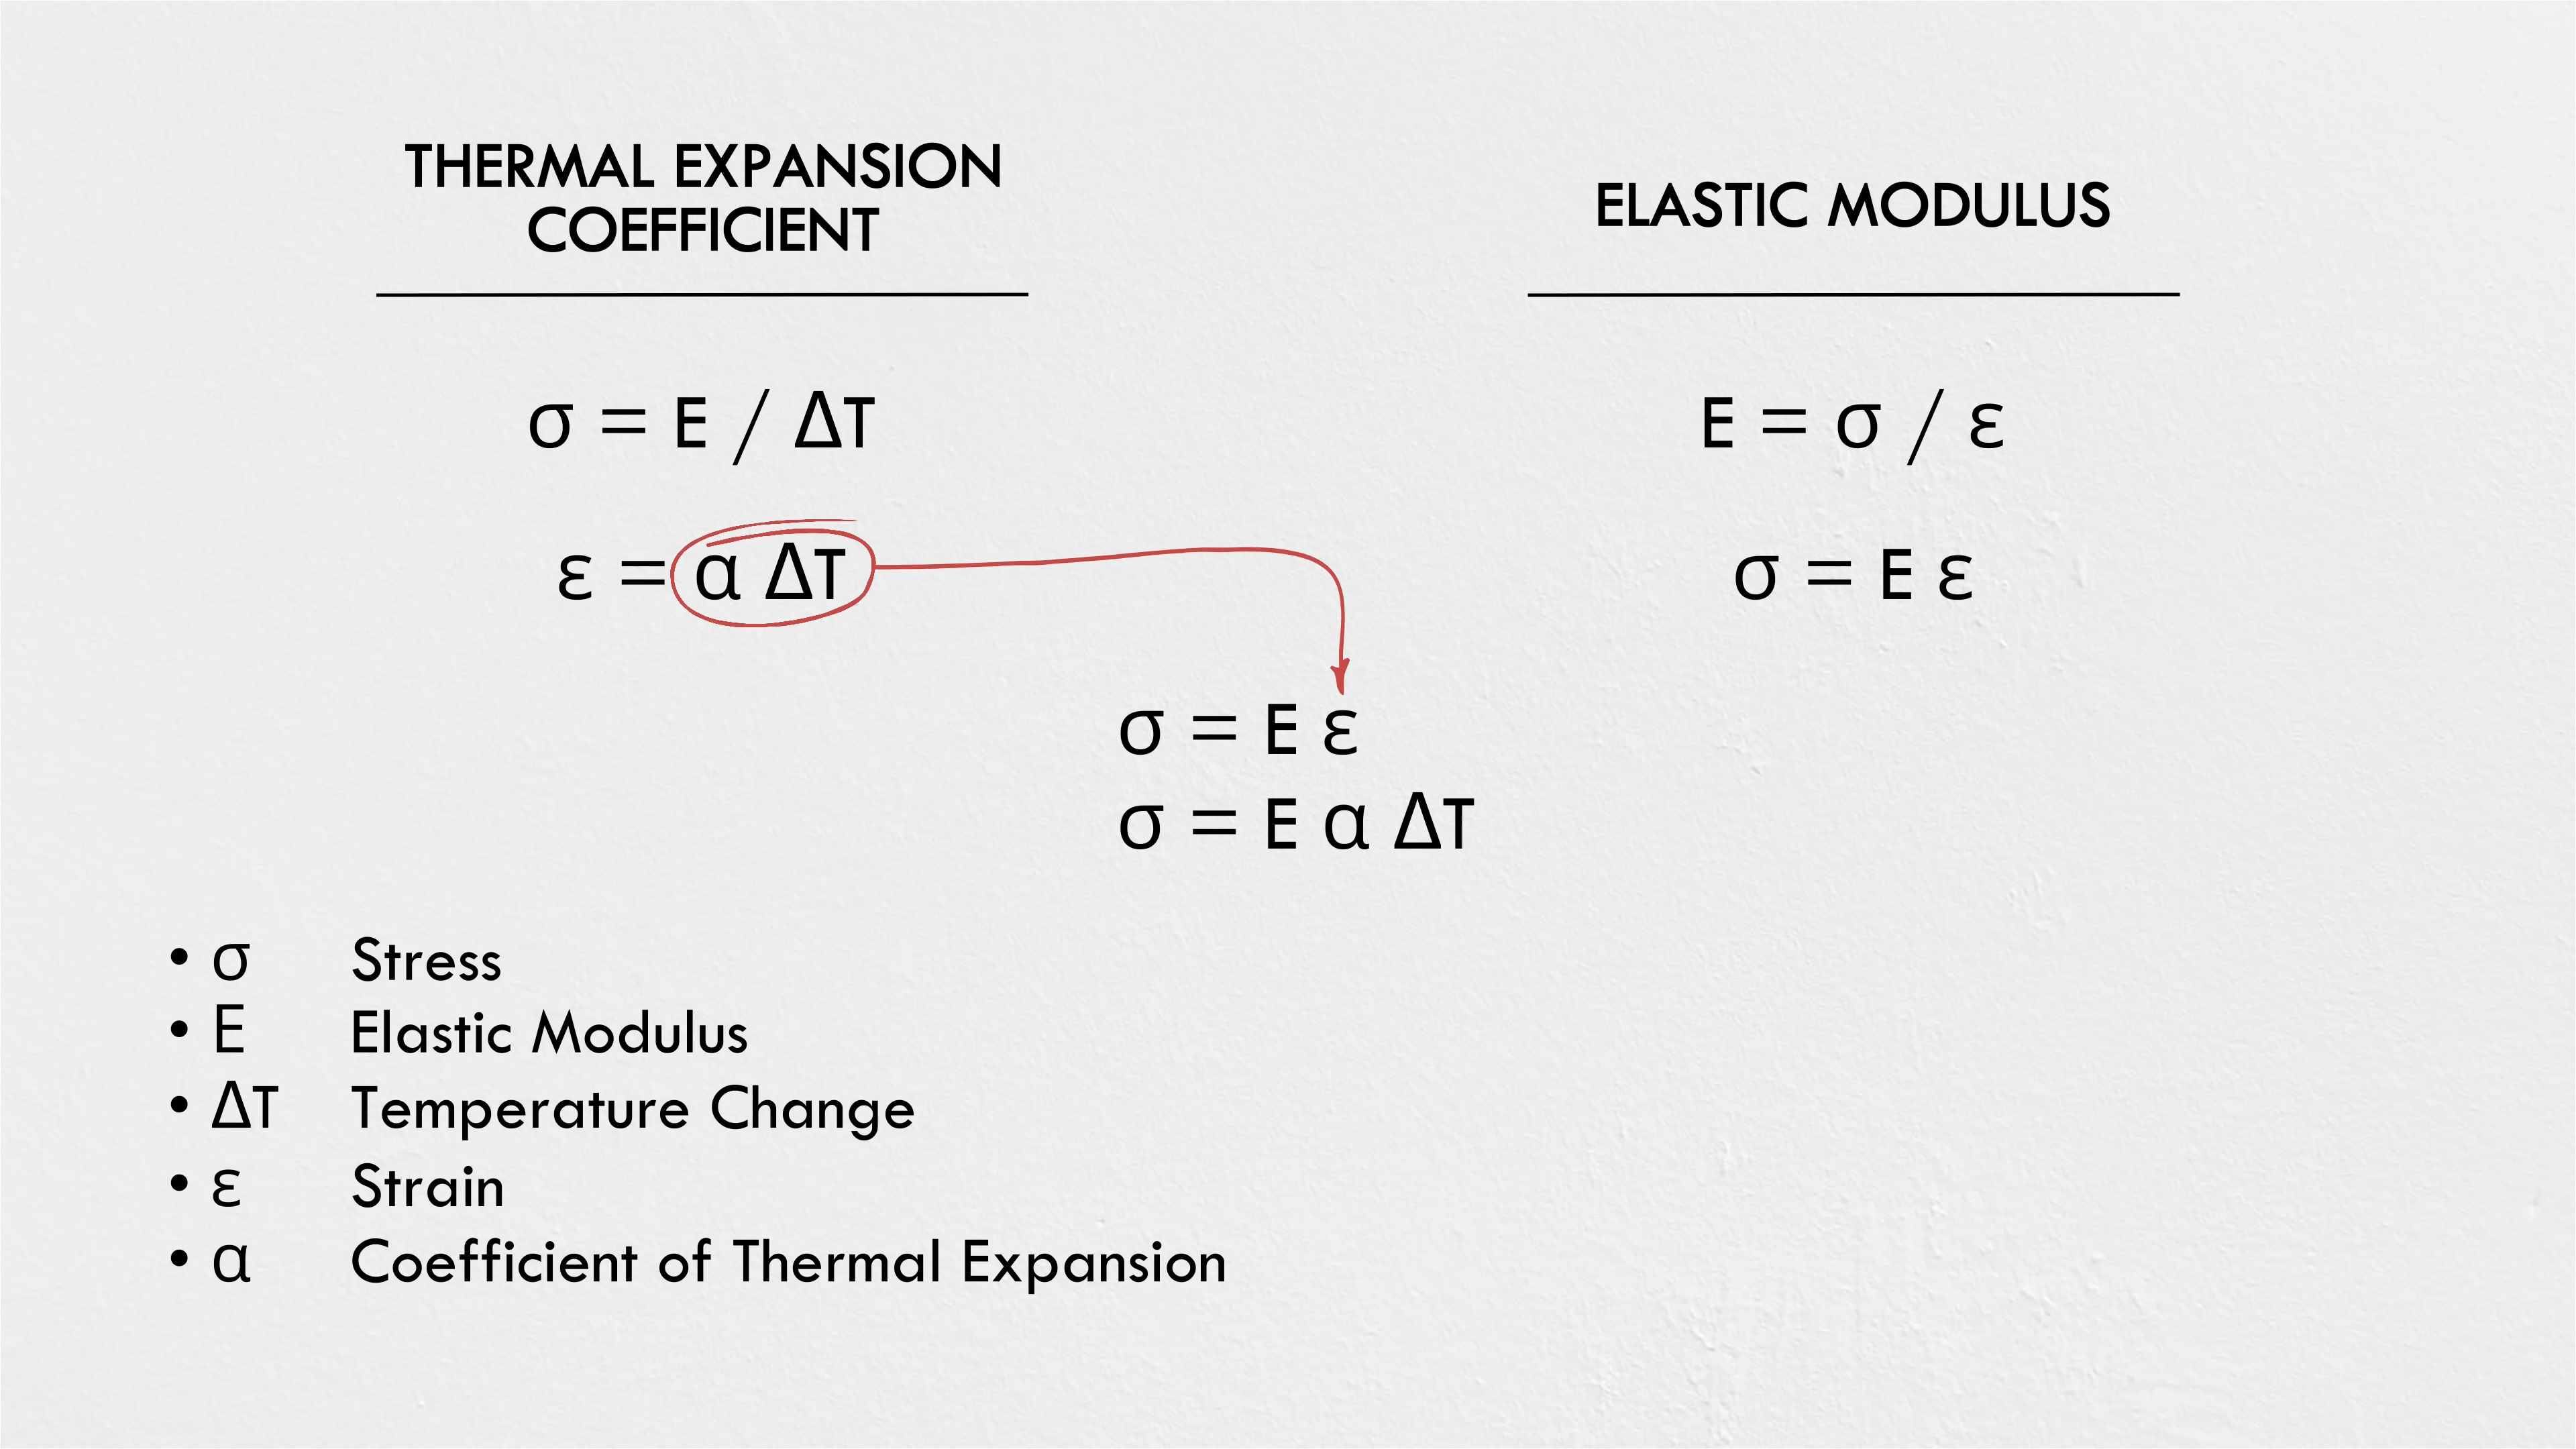 THERMAL EXPANSION
COEFFICIENT
σ = E / ΔT
ε = α ΔT
ELASTIC MODULUS
E = σ / ε
σ = E ε
σ = E ε
σ = E α ΔT
• σ Stress
• E Elastic Modulus
• ΔT Temperature Change
• ε Strain
• α Coefficient of Thermal Expansion